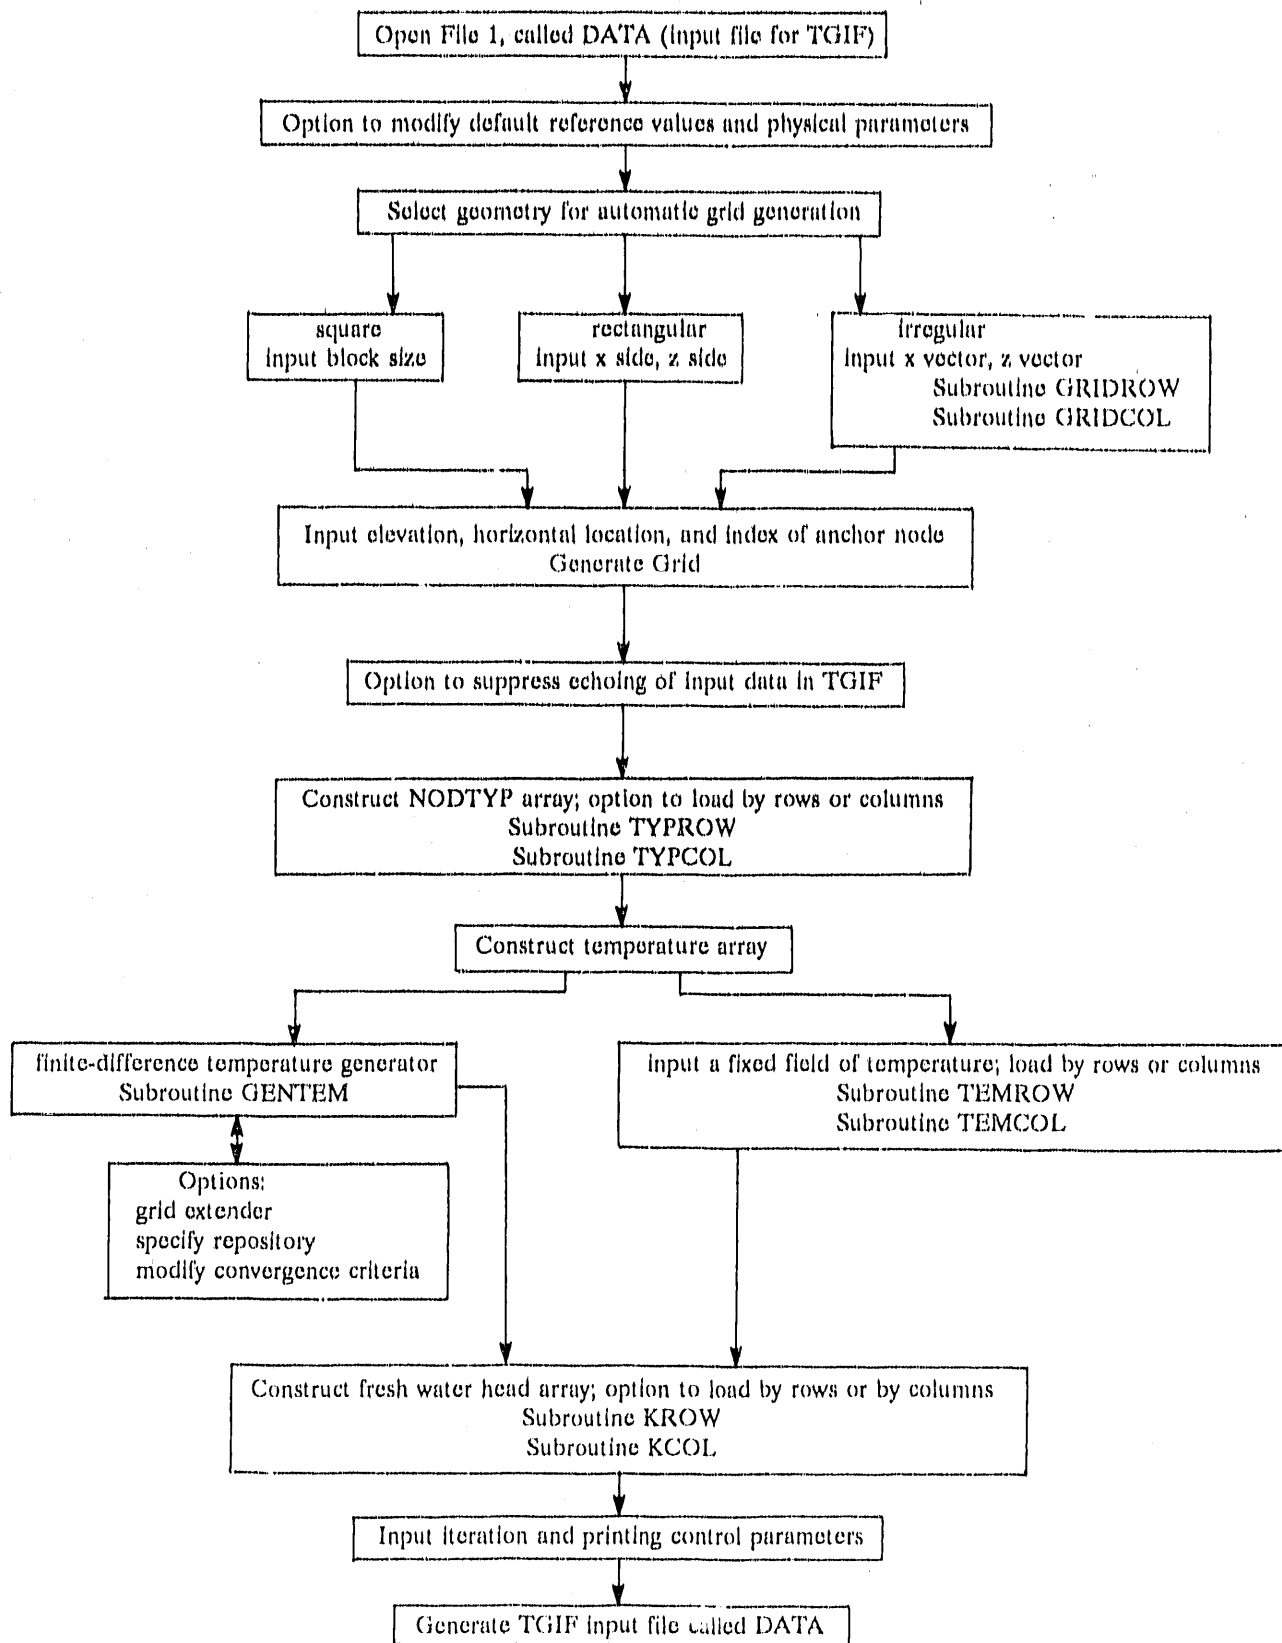 Open File 1, called DATA (input file for TGIF)
Option to modify default reference values and physical parameters
Select geometry for automatic grid generation
square
input block size
rectangular
input x side, z side
irregular
input x vector, z vector
Subroutine GRIDROW
Subroutine GRIDCOL
Input elevation, horizontal location, and index of anchor node
Generate Grid
Option to suppress echoing of input data in TGIF
Construct NODTYP array; option to load by rows or columns
Subroutine TYPROW
Subroutine TYPCOL
Construct temperature array
finite-difference temperature generator
Subroutine GENTEM
input a fixed field of temperature; load by rows or columns
Subroutine TEMROW
Subroutine TEMCOL
Options:
grid extender
specify repository
modify convergence criteria
Construct fresh water head array; option to load by rows or by columns
Subroutine KROW
Subroutine KCOL
Input iteration and printing control parameters
Generate TGIF input file called DATA